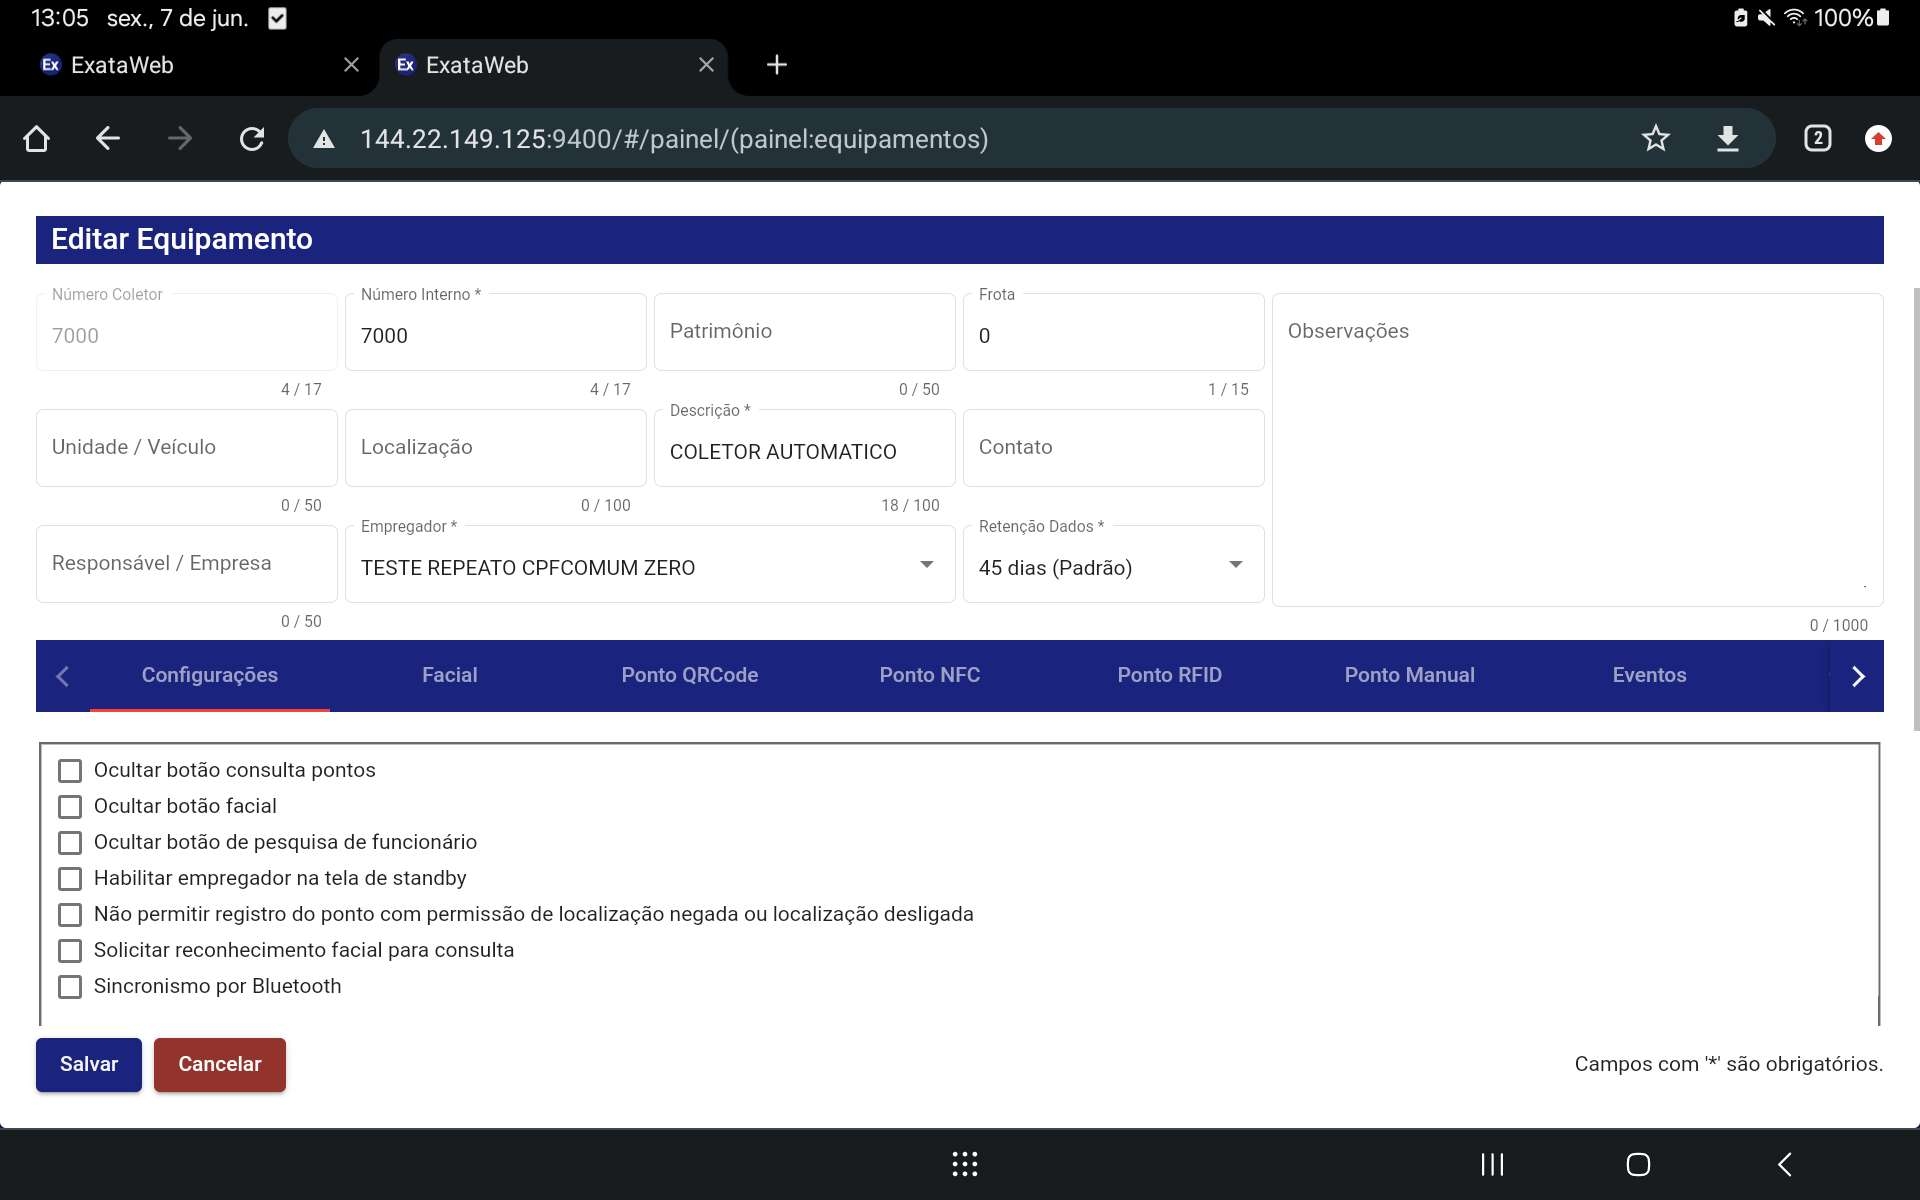 13:05 sex., 7 de jun. 100%
Ex ExataWeb Ex ExataWeb
144.22.149.125:9400/#/painel/(painel:equipamentos) 2
Editar Equipamento
Número Coletor Número Interno * Frota
7000 7000 Patrimônio 0 Observações
4 / 17 4 / 17 0 / 50 1 / 15
Descrição *
Unidade / Veículo Localização COLETOR AUTOMATICO Contato
0 / 50 0 / 100 18 / 100
Empregador * Retenção Dados *
Responsável / Empresa TESTE REPEATO CPFCOMUM ZERO 45 dias (Padrão)
0 / 50 0 / 1000
Configurações Facial Ponto QRCode Ponto NFC Ponto RFID Ponto Manual Eventos
Ocultar botão consulta pontos
Ocultar botão facial
Ocultar botão de pesquisa de funcionário
Habilitar empregador na tela de standby
Não permitir registro do ponto com permissão de localização negada ou localização desligada
Solicitar reconhecimento facial para consulta
Sincronismo por Bluetooth
Salvar Cancelar Campos com '*' são obrigatórios.